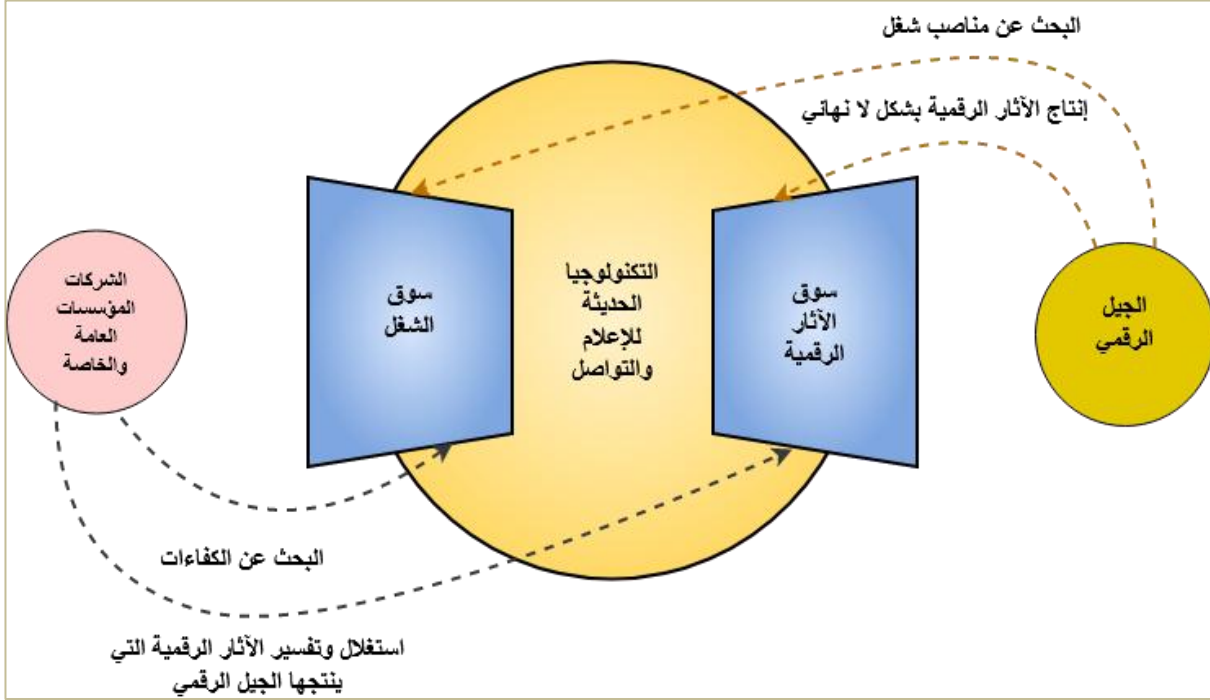 البحث عن مناصب شغل
إنتاج الآثار الرقمية بشكل لا نهائي
الجيل
الرقمي
سوق
الآثار
الرقمية
التكنولوجيا
الحديثة
للإعلام
والتواصل
سوق
الشغل
الشركات
المؤسسات
العامة
والخاصة
البحث عن الكفاءات
استغلال وتفسير الآثار الرقمية التي
ينتجها الجيل الرقمي